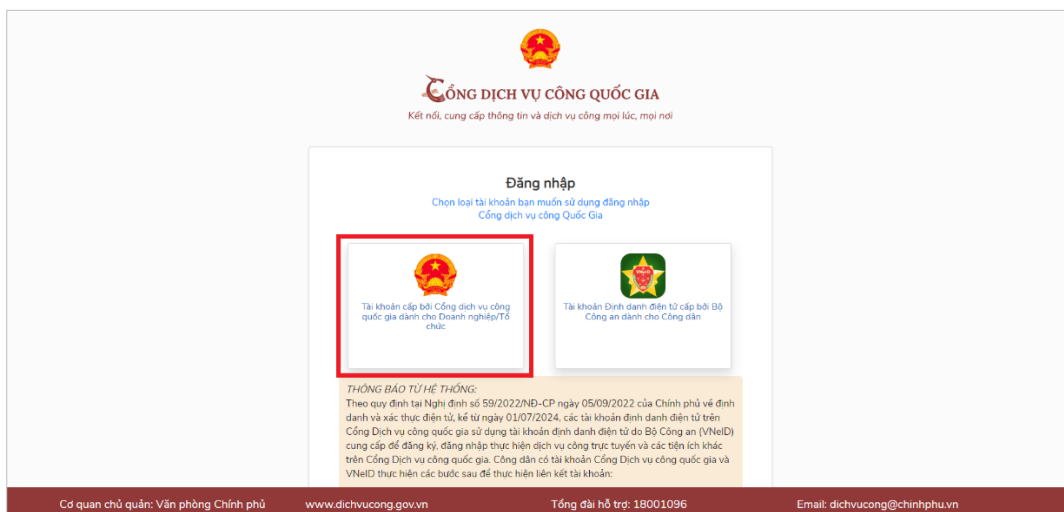 CỔNG DỊCH VỤ CÔNG QUỐC GIA
Kết nối, cung cấp thông tin và dịch vụ công mọi lúc, mọi nơi
Đăng nhập
Chọn loại tài khoản bạn muốn sử dụng đăng nhập
Cổng dịch vụ công Quốc Gia
Tài khoản cấp bởi Cổng dịch vụ công
quốc gia dành cho Doanh nghiệp/Tổ
chức
VNeID
Tài khoản Định danh điện tử cấp bởi Bộ
Công an dành cho Công dân
THÔNG BÁO TỪ HỆ THỐNG:
Theo quy định tại Nghị định số 59/2022/NĐ-CP ngày 05/09/2022 của Chính phủ về định
danh và xác thực điện tử, kể từ ngày 01/07/2024, các tài khoản định danh điện tử trên
Cổng Dịch vụ công quốc gia sử dụng tài khoản định danh điện tử do Bộ Công an (VNeID)
cung cấp để đăng ký, đăng nhập thực hiện dịch vụ công trực tuyến và các tiện ích khác
trên Cổng Dịch vụ công quốc gia. Công dân có tài khoản Cổng Dịch vụ công quốc gia và
VNeID thực hiện các bước sau để thực hiện liên kết tài khoản:
Cơ quan chủ quản: Văn phòng Chính phủ www.dichvucong.gov.vn Tổng đài hỗ trợ: 18001096 Email: dichvucong@chinhphu.vn